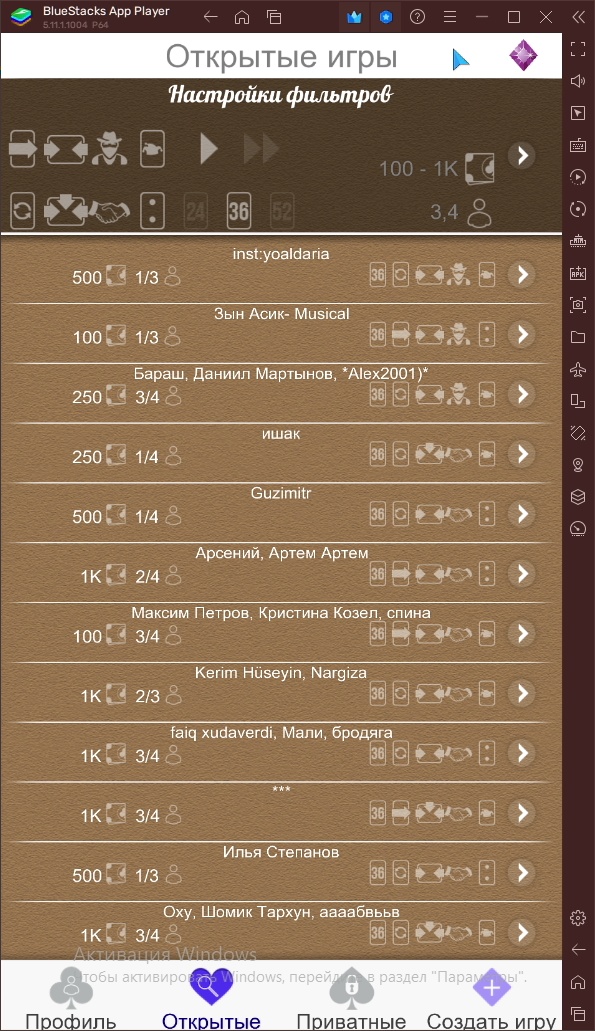 BlueStacks App Player
5.11.1.1004 P64
Открытые игры
Настройки фильтров
100 - 1K
24 36 52
3,4
inst:yoaldaria
500 1/3 36
Зын Асик- Musical
100 1/3 36
Бараш, Даниил Мартынов, *Alex2001)*
250 3/4 36
ишак
250 1/4 36
Guzimitr
500 1/4 36
Арсений, Артем Артем
1K 2/4 36
Максим Петров, Кристина Козел, спина
100 3/4 36
Kerim Hüseyin, Nargiza
1K 2/3 36
faiq xudaverdi, Мали, бродяга
1K 3/4 36
***
1K 3/4 36
Илья Степанов
500 1/3 36
Оху, Шомик Тархун, аааабвььв
1K 3/4 36
Активация Windows
Чтобы активировать Windows, перейдите в раздел "Параметры".
Профиль Открытые Приватные Создать игру